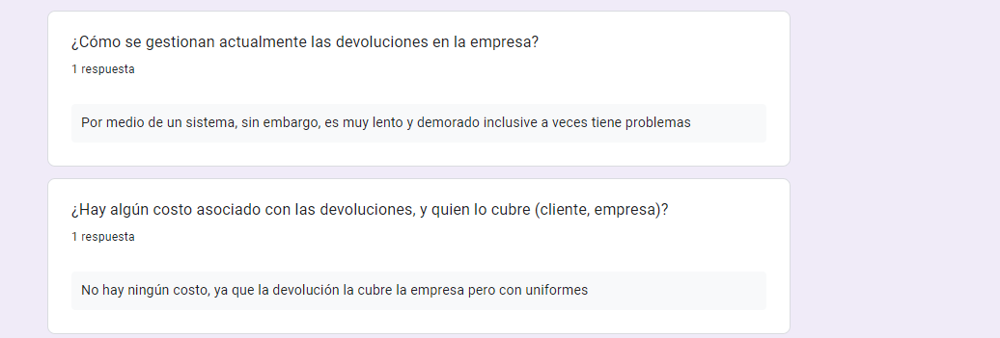 ¿Cómo se gestionan actualmente las devoluciones en la empresa?
1 respuesta
Por medio de un sistema, sin embargo, es muy lento y demorado inclusive a veces tiene problemas
¿Hay algún costo asociado con las devoluciones, y quien lo cubre (cliente, empresa)?
1 respuesta
No hay ningún costo, ya que la devolución la cubre la empresa pero con uniformes